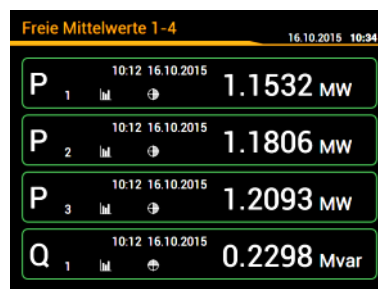 Freie Mittelwerte 1-4
16.10.2015 10:34
P 1 10:12 16.10.2015 1.1532 MW
P 2 10:12 16.10.2015 1.1806 MW
P 3 10:12 16.10.2015 1.2093 MW
Q 1 10:12 16.10.2015 0.2298 Mvar